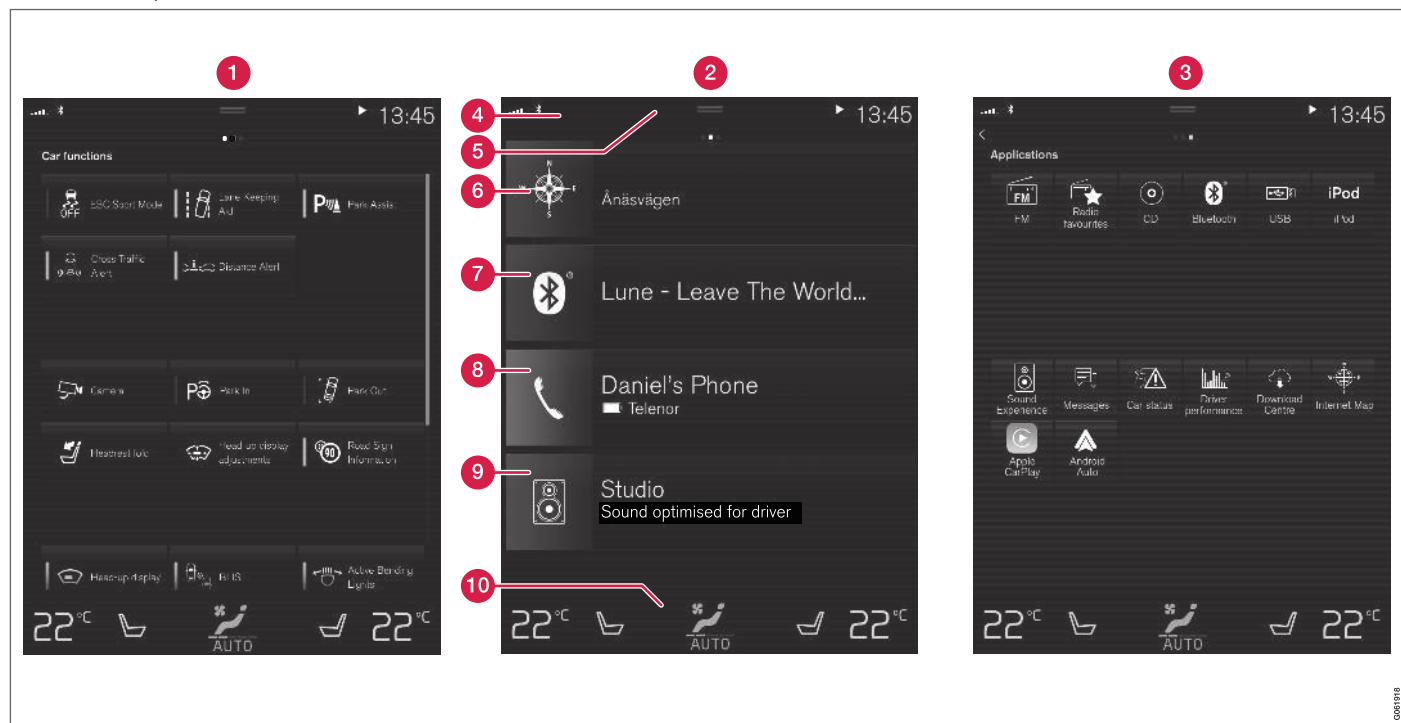 1
2
3
13:45
Car functions
ESC Sport Mode
OFF
Lane Keeping
Aid
Park Assist
Cross Traffic
Alert
Distance Alert
Camera
Park In
Park Out
Headrest fold
Head-up display
adjustments
90
Road Sign
Information
Head-up display
BLIS
Active Bending
Lights
22°C
AUTO
22°C
4
13:45
5
6
N
W
E
S
Ånäsvägen
7
Lune - Leave The World...
8
Daniel's Phone
Telenor
9
Studio
Sound optimised for driver
10
22°C
AUTO
22°C
13:45
Applications
FM
iPod
FM
Radio
favourites
CD
Bluetooth
USB
iPod
Sound
Experience
Messages
Car status
Driver
performance
Download
Centre
Internet Map
Apple
CarPlay
Android
Auto
22°C
AUTO
22°C
G061918